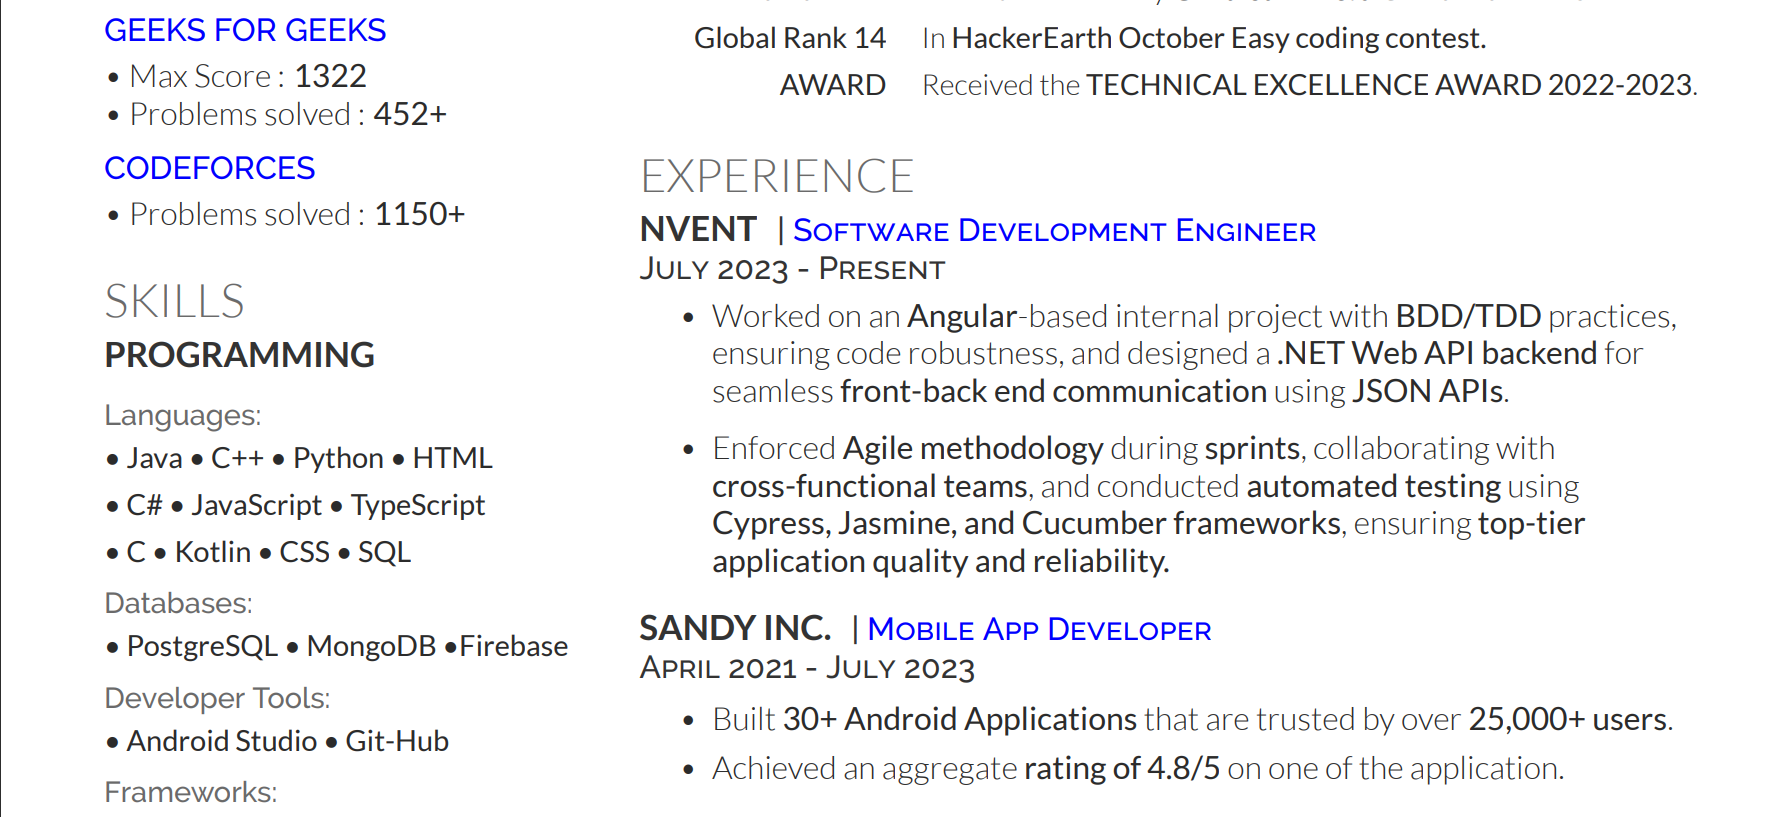 GEEKS FOR GEEKS
• Max Score : 1322
• Problems solved : 452+
CODEFORCES
• Problems solved : 1150+
SKILLS
PROGRAMMING
Languages:
• Java • C++ • Python • HTML
• C# • JavaScript • TypeScript
• C • Kotlin • CSS • SQL
Databases:
• PostgreSQL • MongoDB •Firebase
Developer Tools:
• Android Studio • Git-Hub
Frameworks:
Global Rank 14 In HackerEarth October Easy coding contest.
AWARD Received the TECHNICAL EXCELLENCE AWARD 2022-2023.
EXPERIENCE
NVENT | Software Development Engineer
July 2023 - Present
• Worked on an Angular-based internal project with BDD/TDD practices,
ensuring code robustness, and designed a .NET Web API backend for
seamless front-back end communication using JSON APIs.
• Enforced Agile methodology during sprints, collaborating with
cross-functional teams, and conducted automated testing using
Cypress, Jasmine, and Cucumber frameworks, ensuring top-tier
application quality and reliability.
SANDY INC. | Mobile App Developer
April 2021 - July 2023
• Built 30+ Android Applications that are trusted by over 25,000+ users.
• Achieved an aggregate rating of 4.8/5 on one of the application.